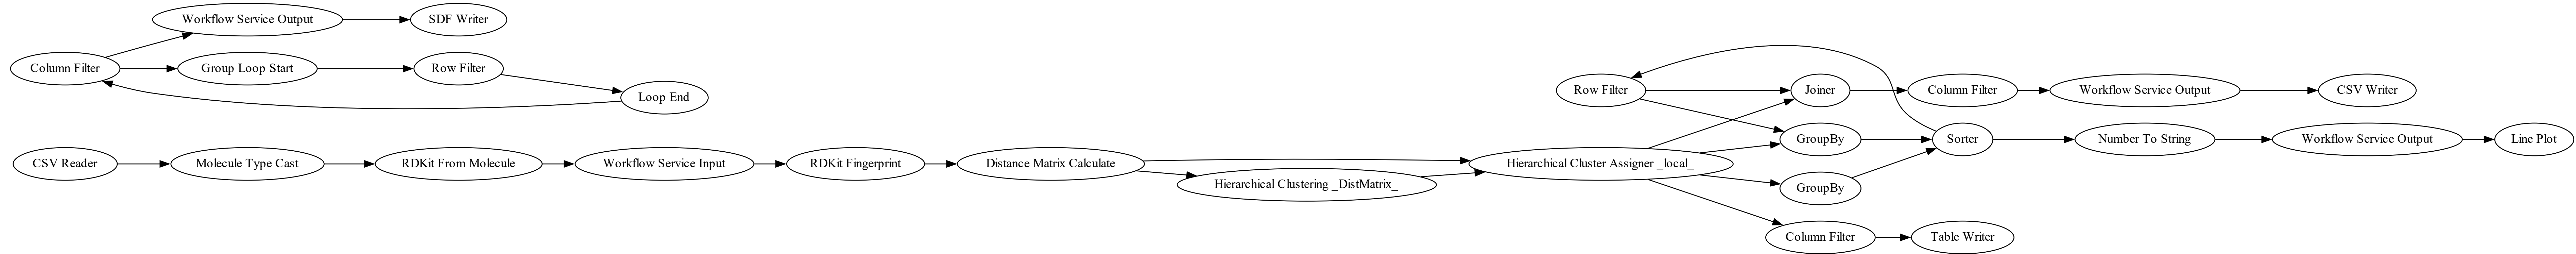 Workflow Service Output
SDF Writer
Column Filter
Group Loop Start
Row Filter
Loop End
Row Filter
Joiner
Column Filter
Workflow Service Output
CSV Writer
GroupBy
Sorter
Number To String
Workflow Service Output
Line Plot
CSV Reader
Molecule Type Cast
RDKit From Molecule
Workflow Service Input
RDKit Fingerprint
Distance Matrix Calculate
Hierarchical Clustering _DistMatrix_
Hierarchical Cluster Assigner _local_
GroupBy
Column Filter
Table Writer